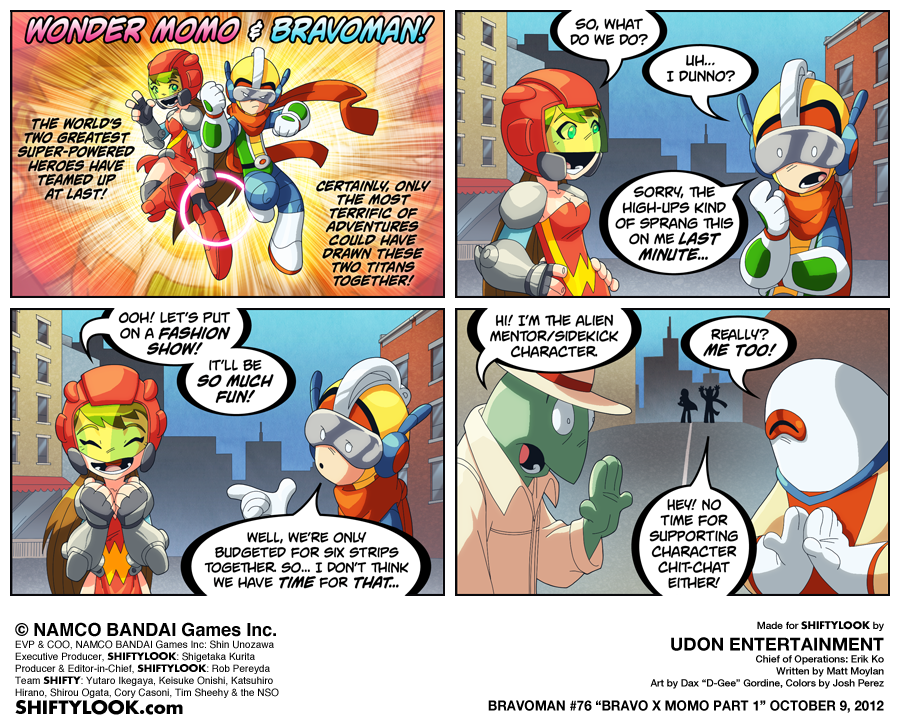 WONDER MOMO & BRAVOMAN!
THE WORLD'S
TWO GREATEST
SUPER-POWERED
HEROES HAVE
TEAMED UP
AT LAST!
CERTAINLY, ONLY
THE MOST
TERRIFIC OF
ADVENTURES
COULD HAVE
DRAWN THESE
TWO TITANS
TOGETHER!
SO, WHAT
DO WE DO?
UH...
I DUNNO?
SORRY, THE
HIGH-UPS KIND
OF SPRANG THIS
ON ME LAST
MINUTE...
OOH! LET'S PUT
ON A FASHION
SHOW!
IT'LL BE
SO MUCH
FUN!
WELL, WE'RE ONLY
BUDGETED FOR SIX STRIPS
TOGETHER. SO... I DON'T THINK
WE HAVE TIME FOR THAT...
HI! I'M THE ALIEN
MENTOR/SIDEKICK
CHARACTER.
REALLY?
ME TOO!
HEY! NO
TIME FOR
SUPPORTING
CHARACTER
CHIT-CHAT
EITHER!
© NAMCO BANDAI Games Inc.
EVP & COO, NAMCO BANDAI Games Inc: Shin Unozawa
Executive Producer, SHIFTYLOOK: Shigetaka Kurita
Producer & Editor-in-Chief, SHIFTYLOOK: Rob Pereyda
Team SHIFTY: Yutaro Ikegaya, Keisuke Onishi, Katsuhiro
Hirano, Shirou Ogata, Cory Casoni, Tim Sheehy & the NSO
SHIFTYLOOK.com
Made for SHIFTYLOOK by
UDON ENTERTAINMENT
Chief of Operations: Erik Ko
Written by Matt Moylan
Art by Dax "D-Gee" Gordine, Colors by Josh Perez
BRAVOMAN #76 "BRAVO X MOMO PART 1" OCTOBER 9, 2012